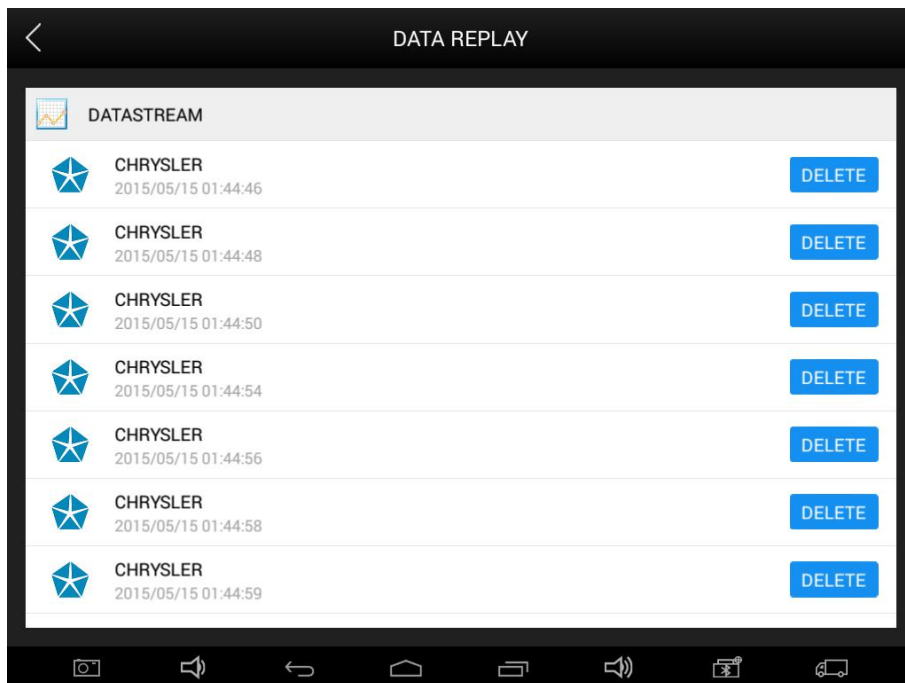 DATA REPLAY
DATASTREAM
CHRYSLER
2015/05/15 01:44:46
DELETE
CHRYSLER
2015/05/15 01:44:48
DELETE
CHRYSLER
2015/05/15 01:44:50
DELETE
CHRYSLER
2015/05/15 01:44:54
DELETE
CHRYSLER
2015/05/15 01:44:56
DELETE
CHRYSLER
2015/05/15 01:44:58
DELETE
CHRYSLER
2015/05/15 01:44:59
DELETE